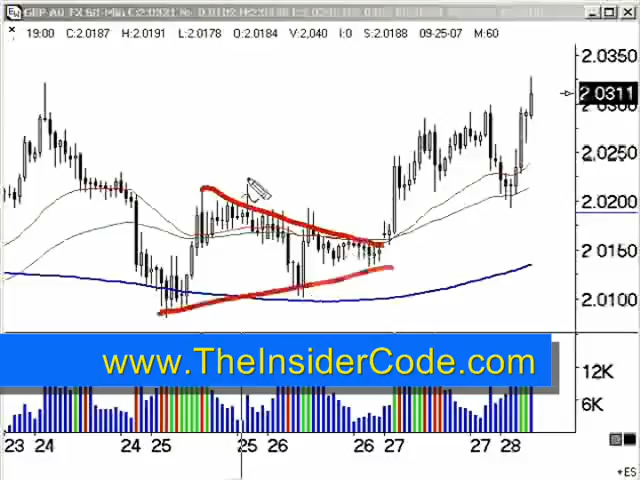 19:00 C:2.0187 H:2.0191 L:2.0178 O:2.0184 V:2,040 I:0 S:2.0188 09-25-07 M:60
2.0350
2.0311
2.0250
2.0200
2.0150
2.0100
www.TheInsiderCode.com
12K
6K
23 24 24 25 25 26 26 27 27 28
+ES